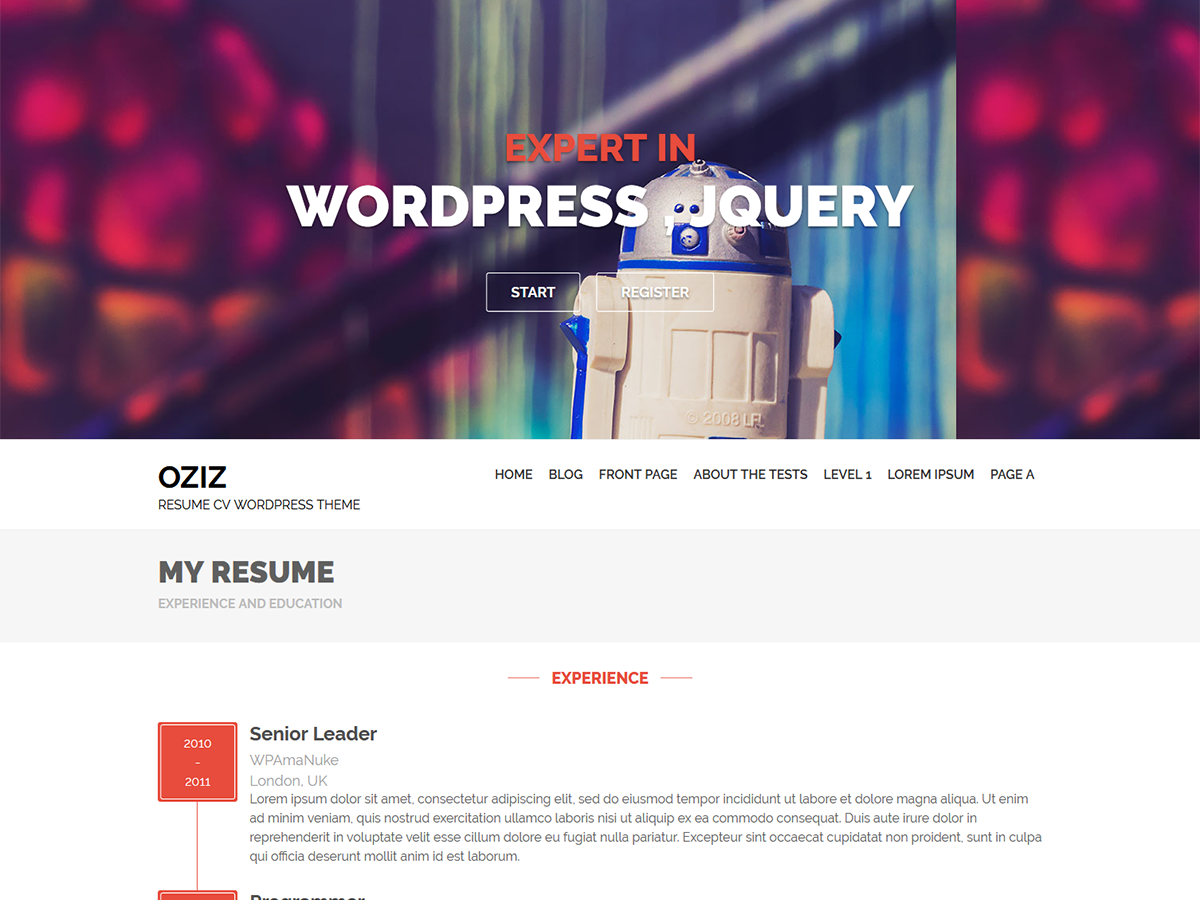 EXPERT IN
WORDPRESS , JQUERY
START
REGISTER
© 2008 LFL
OZIZ
RESUME CV WORDPRESS THEME
HOME BLOG FRONT PAGE ABOUT THE TESTS LEVEL 1 LOREM IPSUM PAGE A
MY RESUME
EXPERIENCE AND EDUCATION
EXPERIENCE
2010
-
2011
Senior Leader
WPAmaNuke
London, UK
Lorem ipsum dolor sit amet, consectetur adipiscing elit, sed do eiusmod tempor incididunt ut labore et dolore magna aliqua. Ut enim
ad minim veniam, quis nostrud exercitation ullamco laboris nisi ut aliquip ex ea commodo consequat. Duis aute irure dolor in
reprehenderit in voluptate velit esse cillum dolore eu fugiat nulla pariatur. Excepteur sint occaecat cupidatat non proident, sunt in culpa
qui officia deserunt mollit anim id est laborum.
Programmer